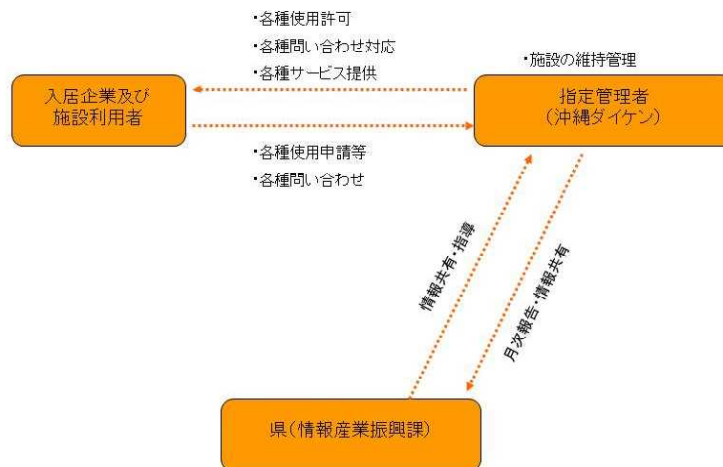 ・各種使用許可
・各種問い合わせ対応
・各種サービス提供
・施設の維持管理
入居企業及び
施設利用者
指定管理者
(沖縄ダイケン)
・各種使用申請等
・各種問い合わせ
情報共有・指導
月次報告・情報共有
県(情報産業振興課)